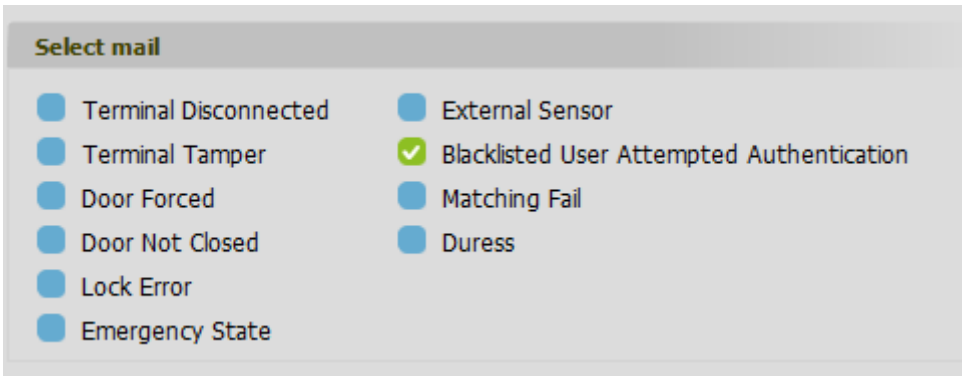 Select mail
Terminal Disconnected
Terminal Tamper
Door Forced
Door Not Closed
Lock Error
Emergency State
External Sensor
Blacklisted User Attempted Authentication
Matching Fail
Duress